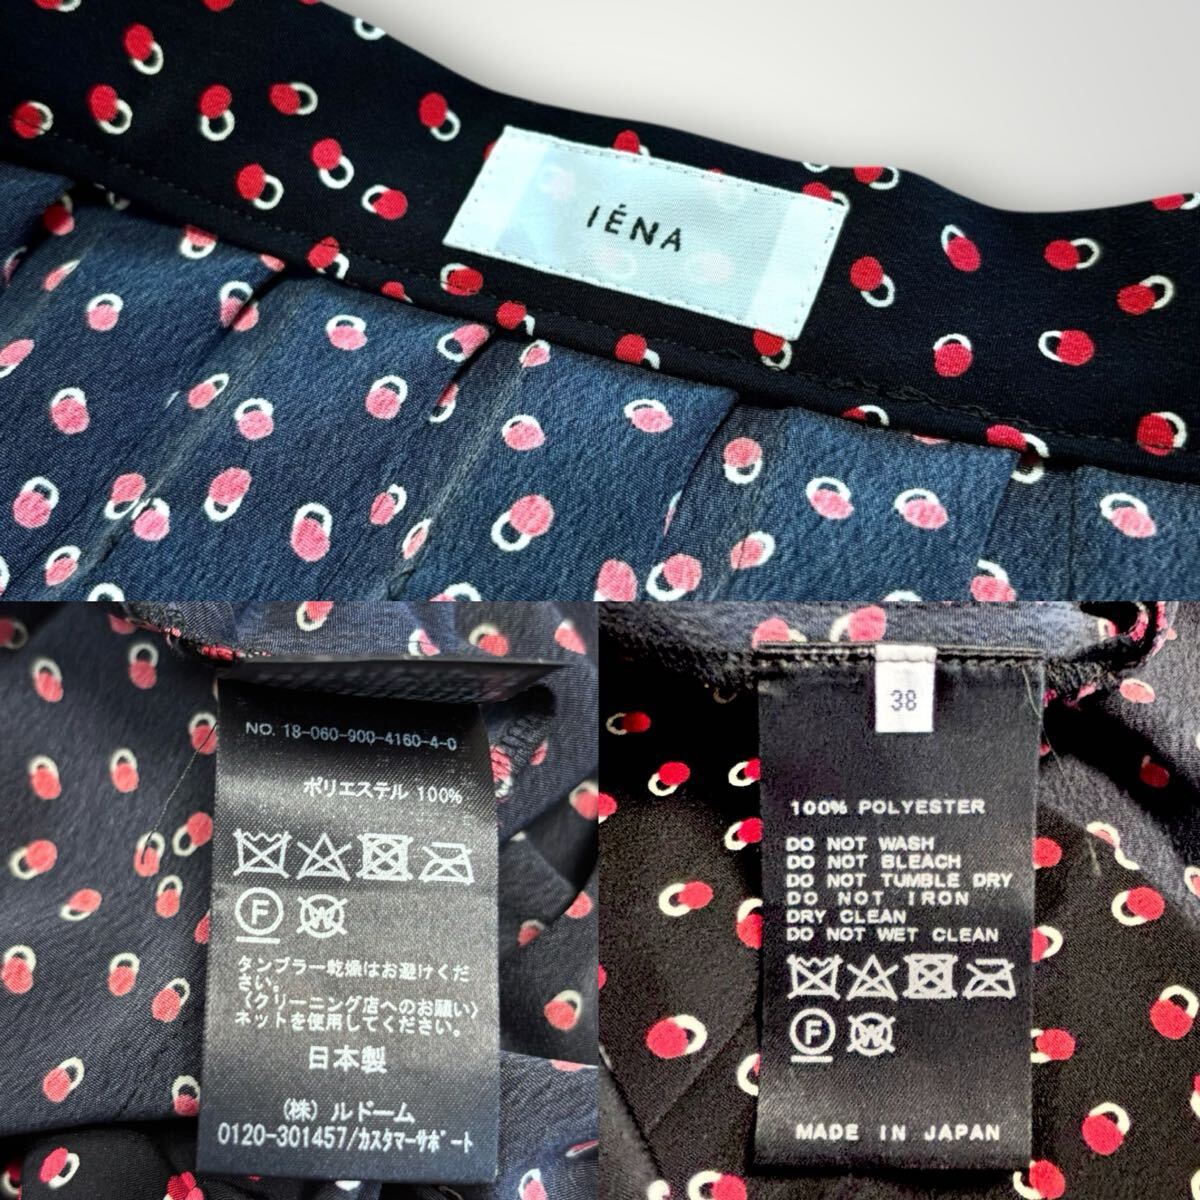 IÉNA
NO. 18-060-900-4160-4-0
ポリエステル 100%
F
W
タンブラー乾燥はお避けくだ
さい。
〈クリーニング店へのお願い〉
ネットを使用してください。
日本製
(株) ルドーム
0120-301457/カスタマーサポート
38
100% POLYESTER
DO NOT WASH
DO NOT BLEACH
DO NOT TUMBLE DRY
DO NOT IRON
DRY CLEAN
DO NOT WET CLEAN
F
W
MADE IN JAPAN